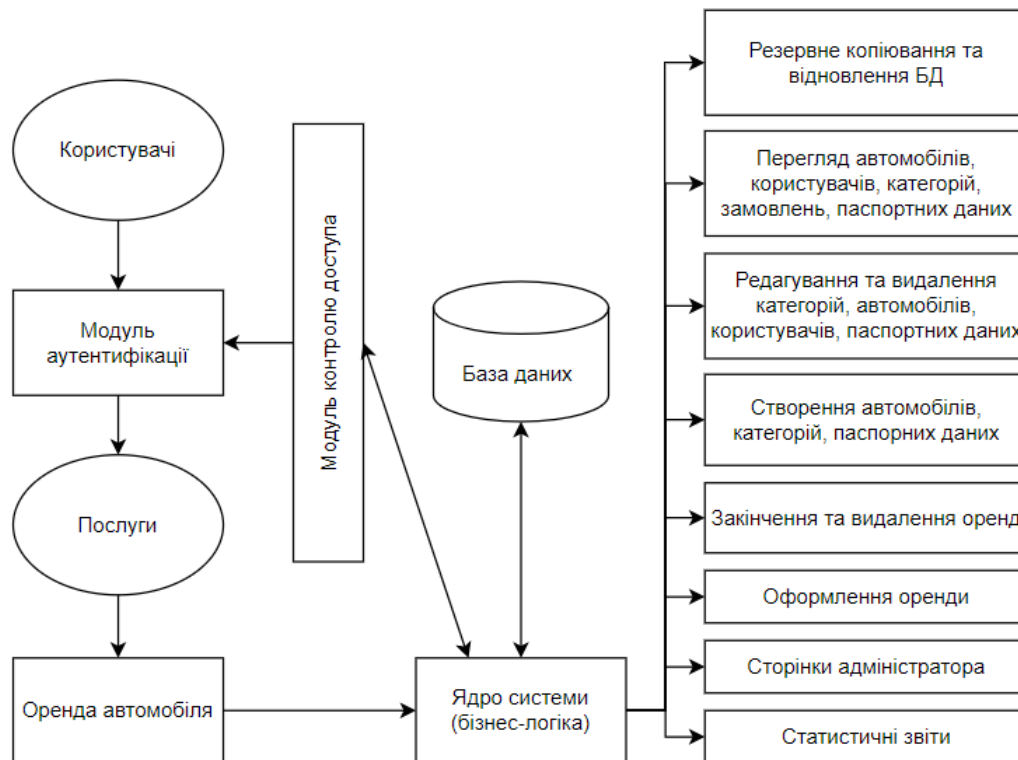 Користувачі
Модуль
аутентифікації
Послуги
Оренда автомобіля
Модуль контролю доступа
База даних
Ядро системи
(бізнес-логіка)
Резервне копіювання та
відновлення БД
Перегляд автомобілів,
користувачів, категорій,
замовлень, паспортних даних
Редагування та видалення
категорій, автомобілів,
користувачів, паспортних даних
Створення автомобілів,
категорій, паспорних даних
Закінчення та видалення оренд
Оформлення оренди
Сторінки адміністратора
Статистичні звіти